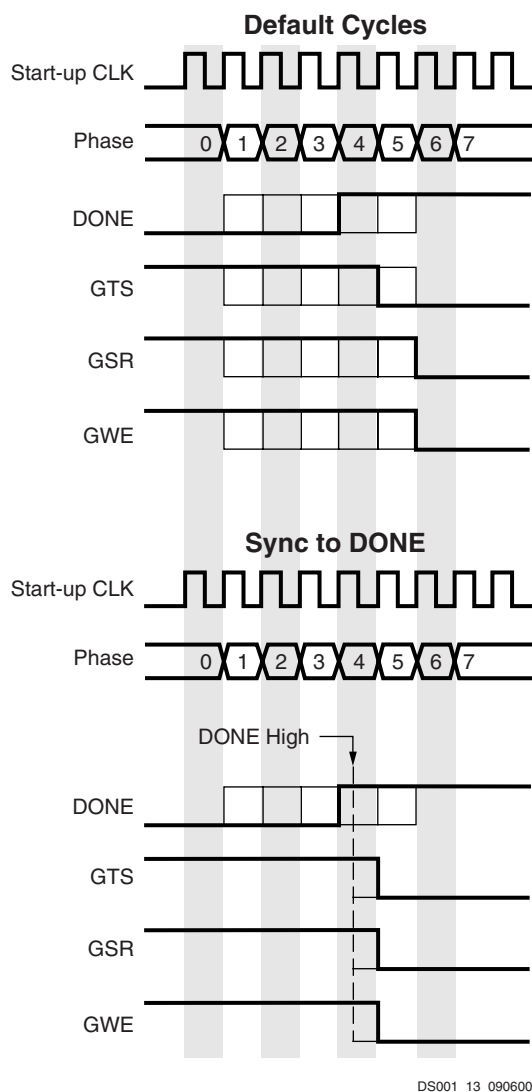 Default Cycles
Start-up CLK
Phase 0 1 2 3 4 5 6 7
DONE
GTS
GSR
GWE
Sync to DONE
Start-up CLK
Phase 0 1 2 3 4 5 6 7
DONE High
DONE
GTS
GSR
GWE
DS001_13_090600